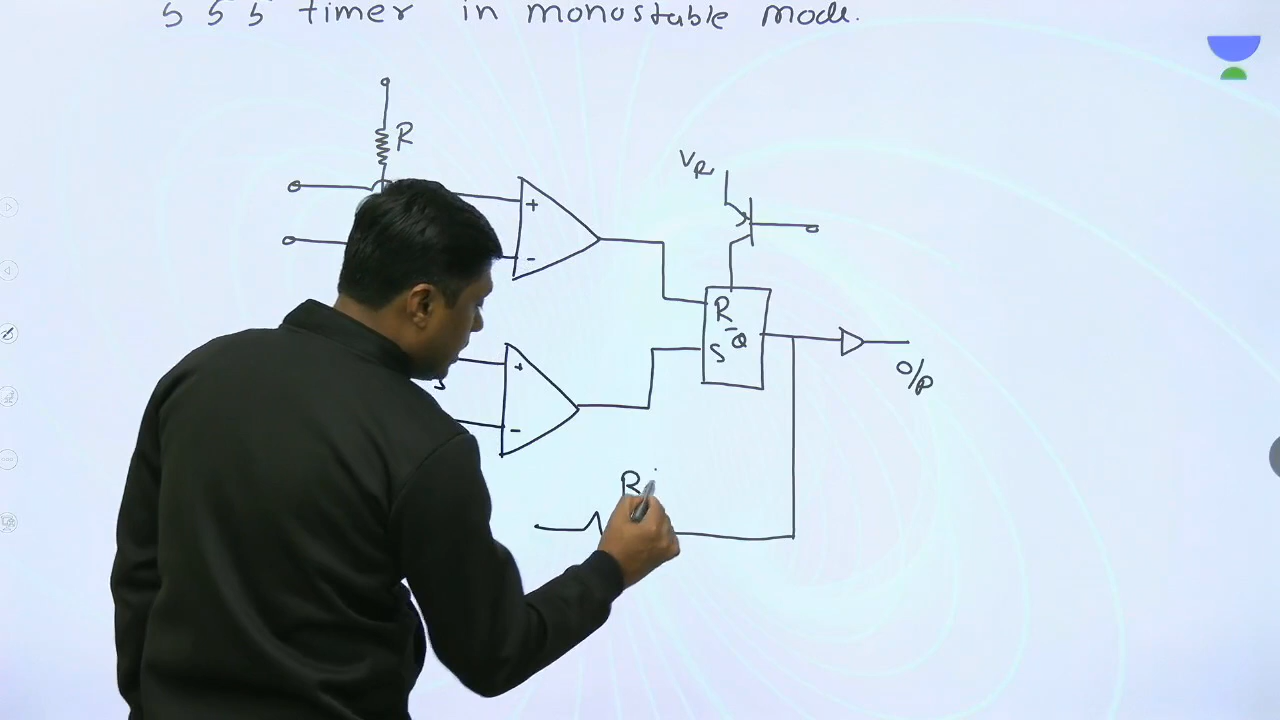 555 timer in monostable mode.
R
VR
+
-
R
S
Q̅
+
-
O/P
R